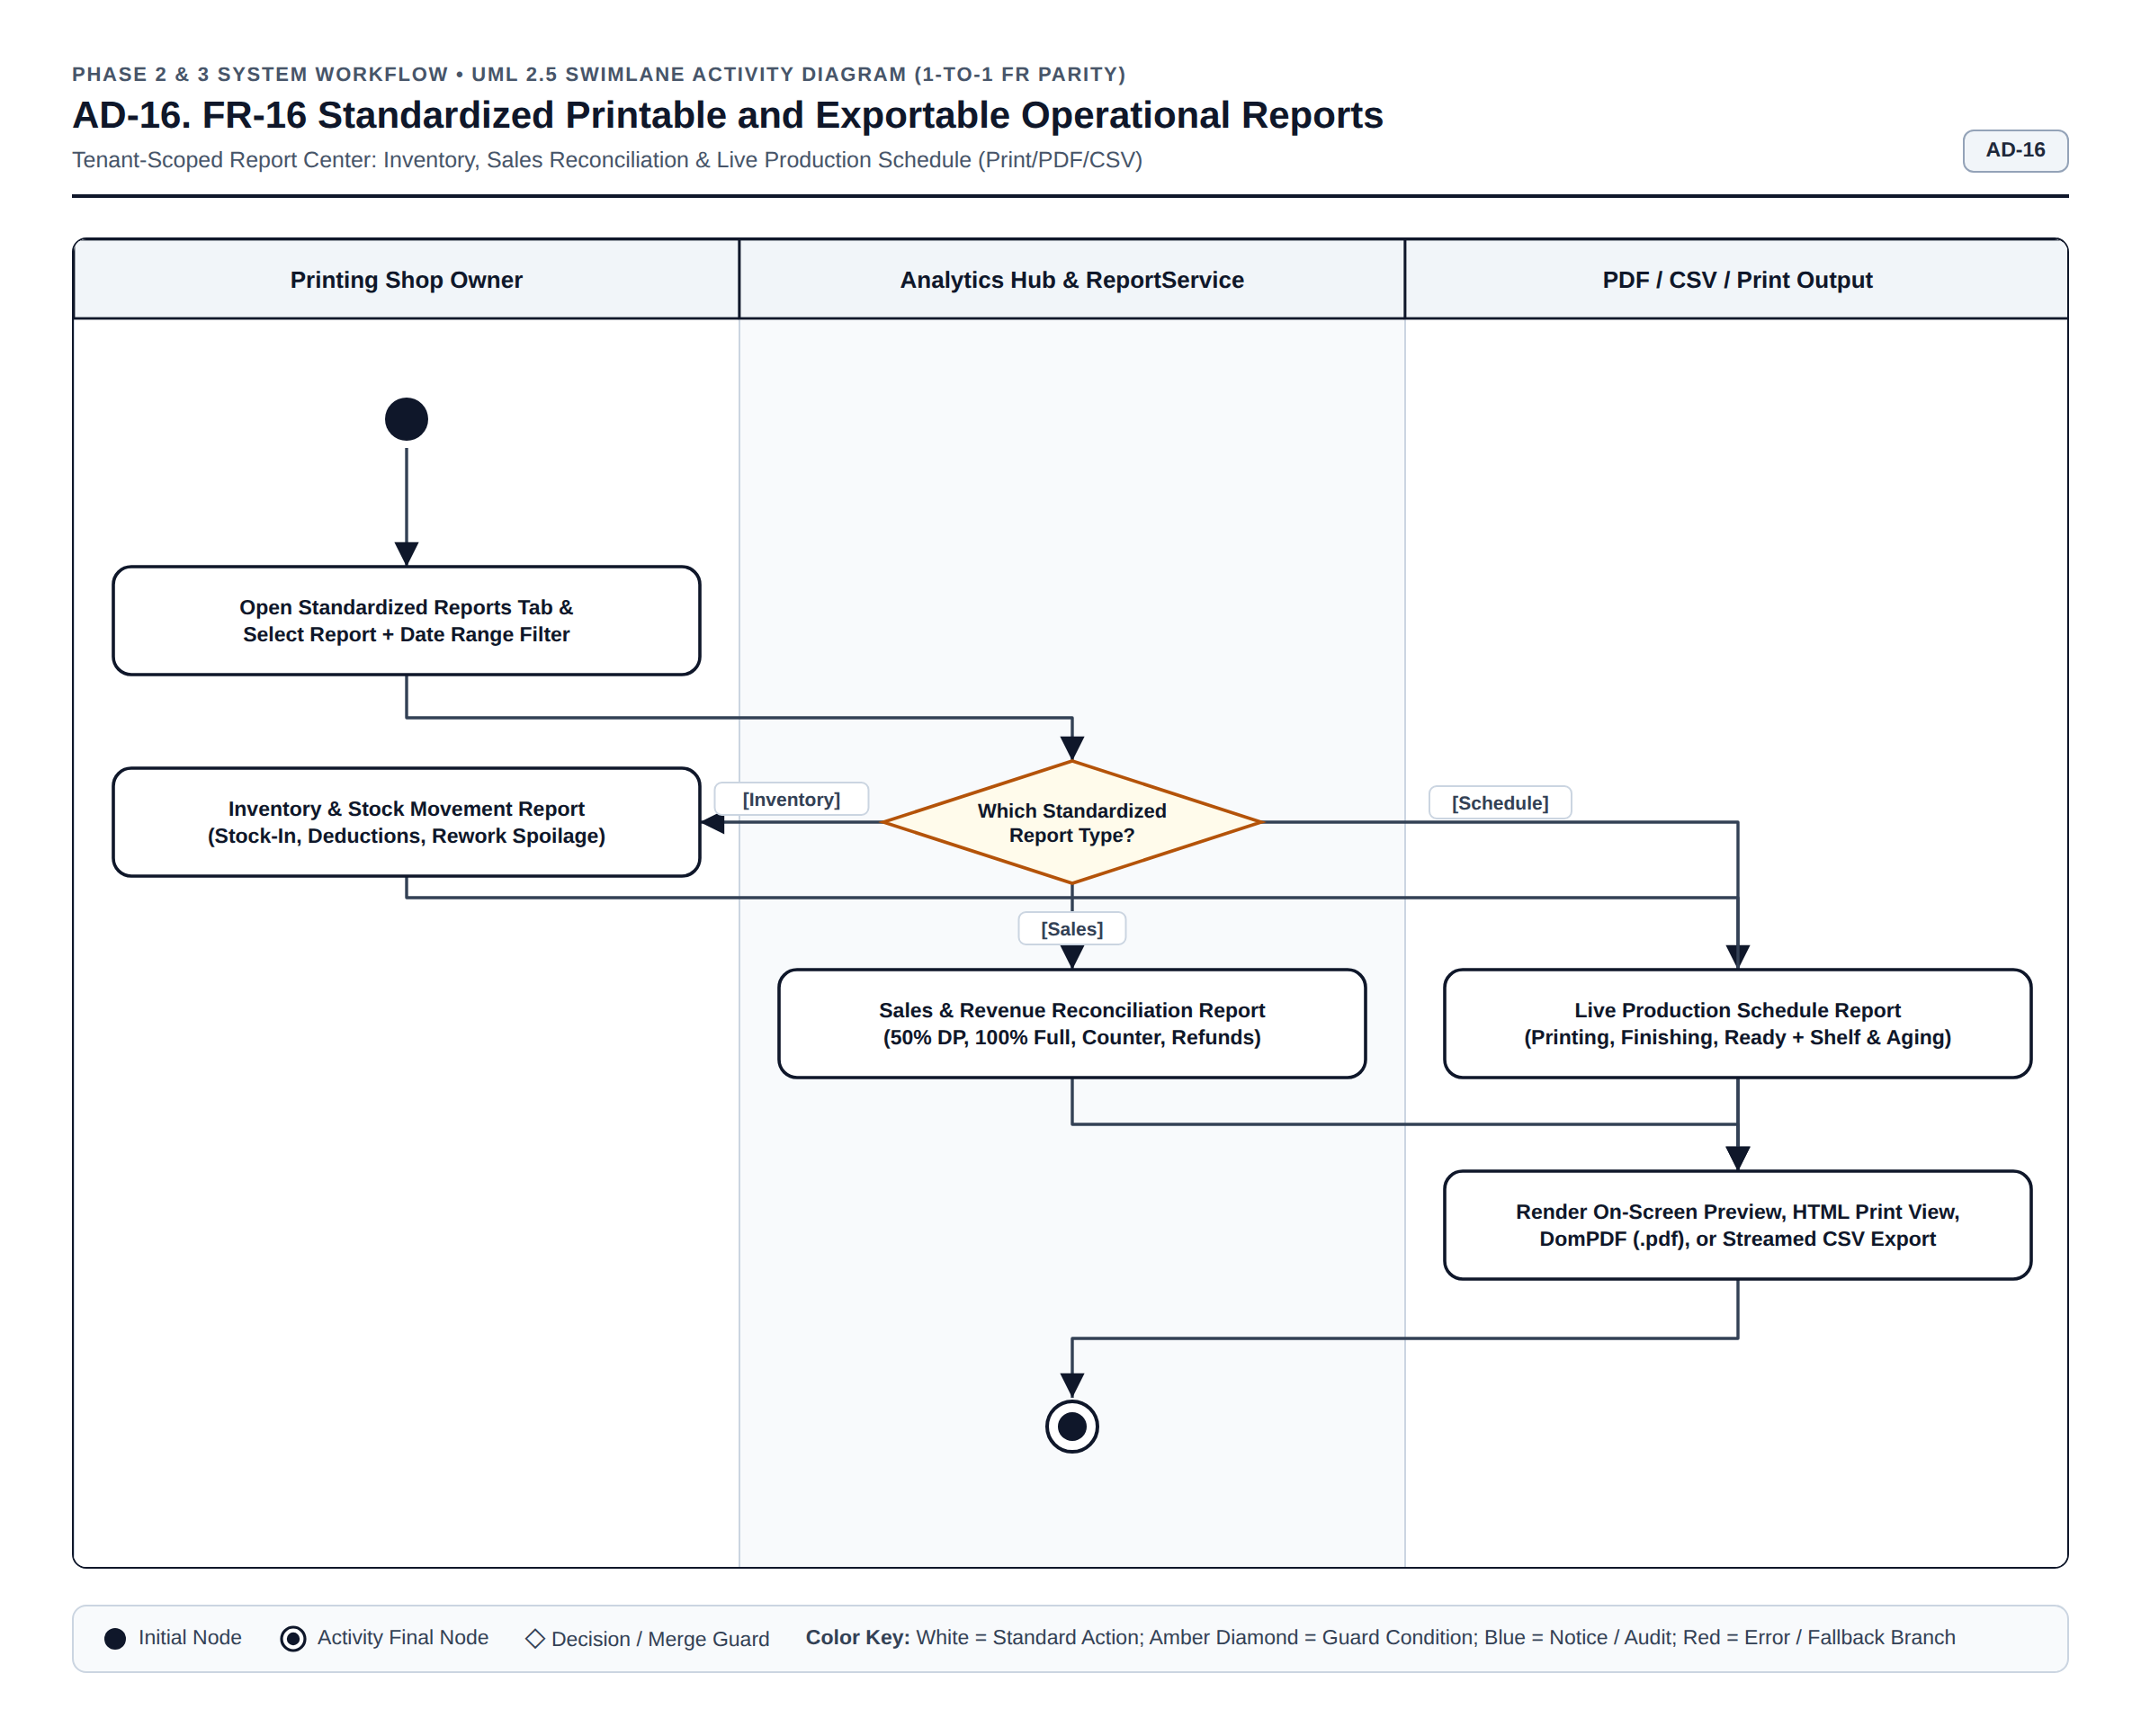 PHASE 2 & 3 SYSTEM WORKFLOW • UML 2.5 SWIMLANE ACTIVITY DIAGRAM (1-TO-1 FR PARITY)
AD-16. FR-16 Standardized Printable and Exportable Operational Reports
Tenant-Scoped Report Center: Inventory, Sales Reconciliation & Live Production Schedule (Print/PDF/CSV)
AD-16
Printing Shop Owner
Analytics Hub & ReportService
PDF / CSV / Print Output
Open Standardized Reports Tab &
Select Report + Date Range Filter
Inventory & Stock Movement Report
(Stock-In, Deductions, Rework Spoilage)
[Inventory]
Which Standardized
Report Type?
[Schedule]
[Sales]
Sales & Revenue Reconciliation Report
(50% DP, 100% Full, Counter, Refunds)
Live Production Schedule Report
(Printing, Finishing, Ready + Shelf & Aging)
Render On-Screen Preview, HTML Print View,
DomPDF (.pdf), or Streamed CSV Export
Initial Node
Activity Final Node
Decision / Merge Guard
Color Key: White = Standard Action; Amber Diamond = Guard Condition; Blue = Notice / Audit; Red = Error / Fallback Branch